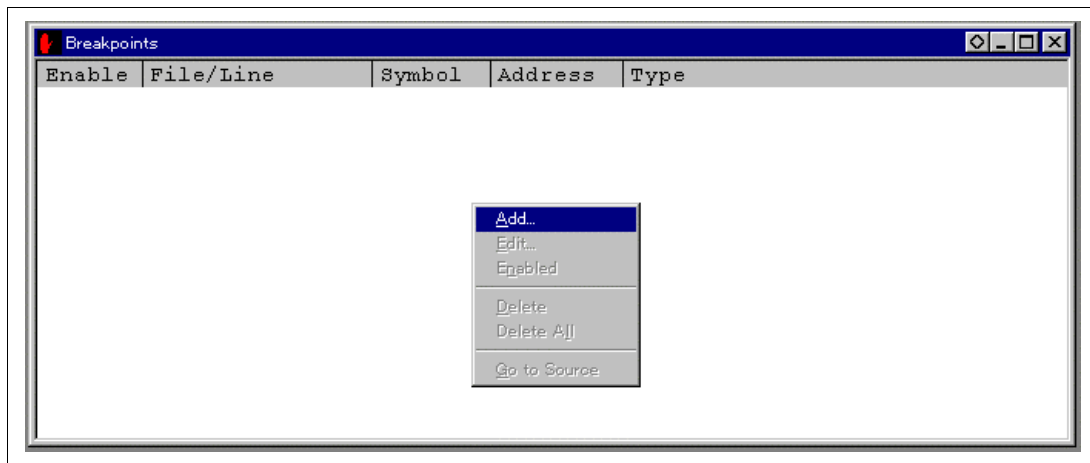 Breakpoints
Enable File/Line Symbol Address Type
Add...
Edit...
Enabled
Delete
Delete All
Go to Source